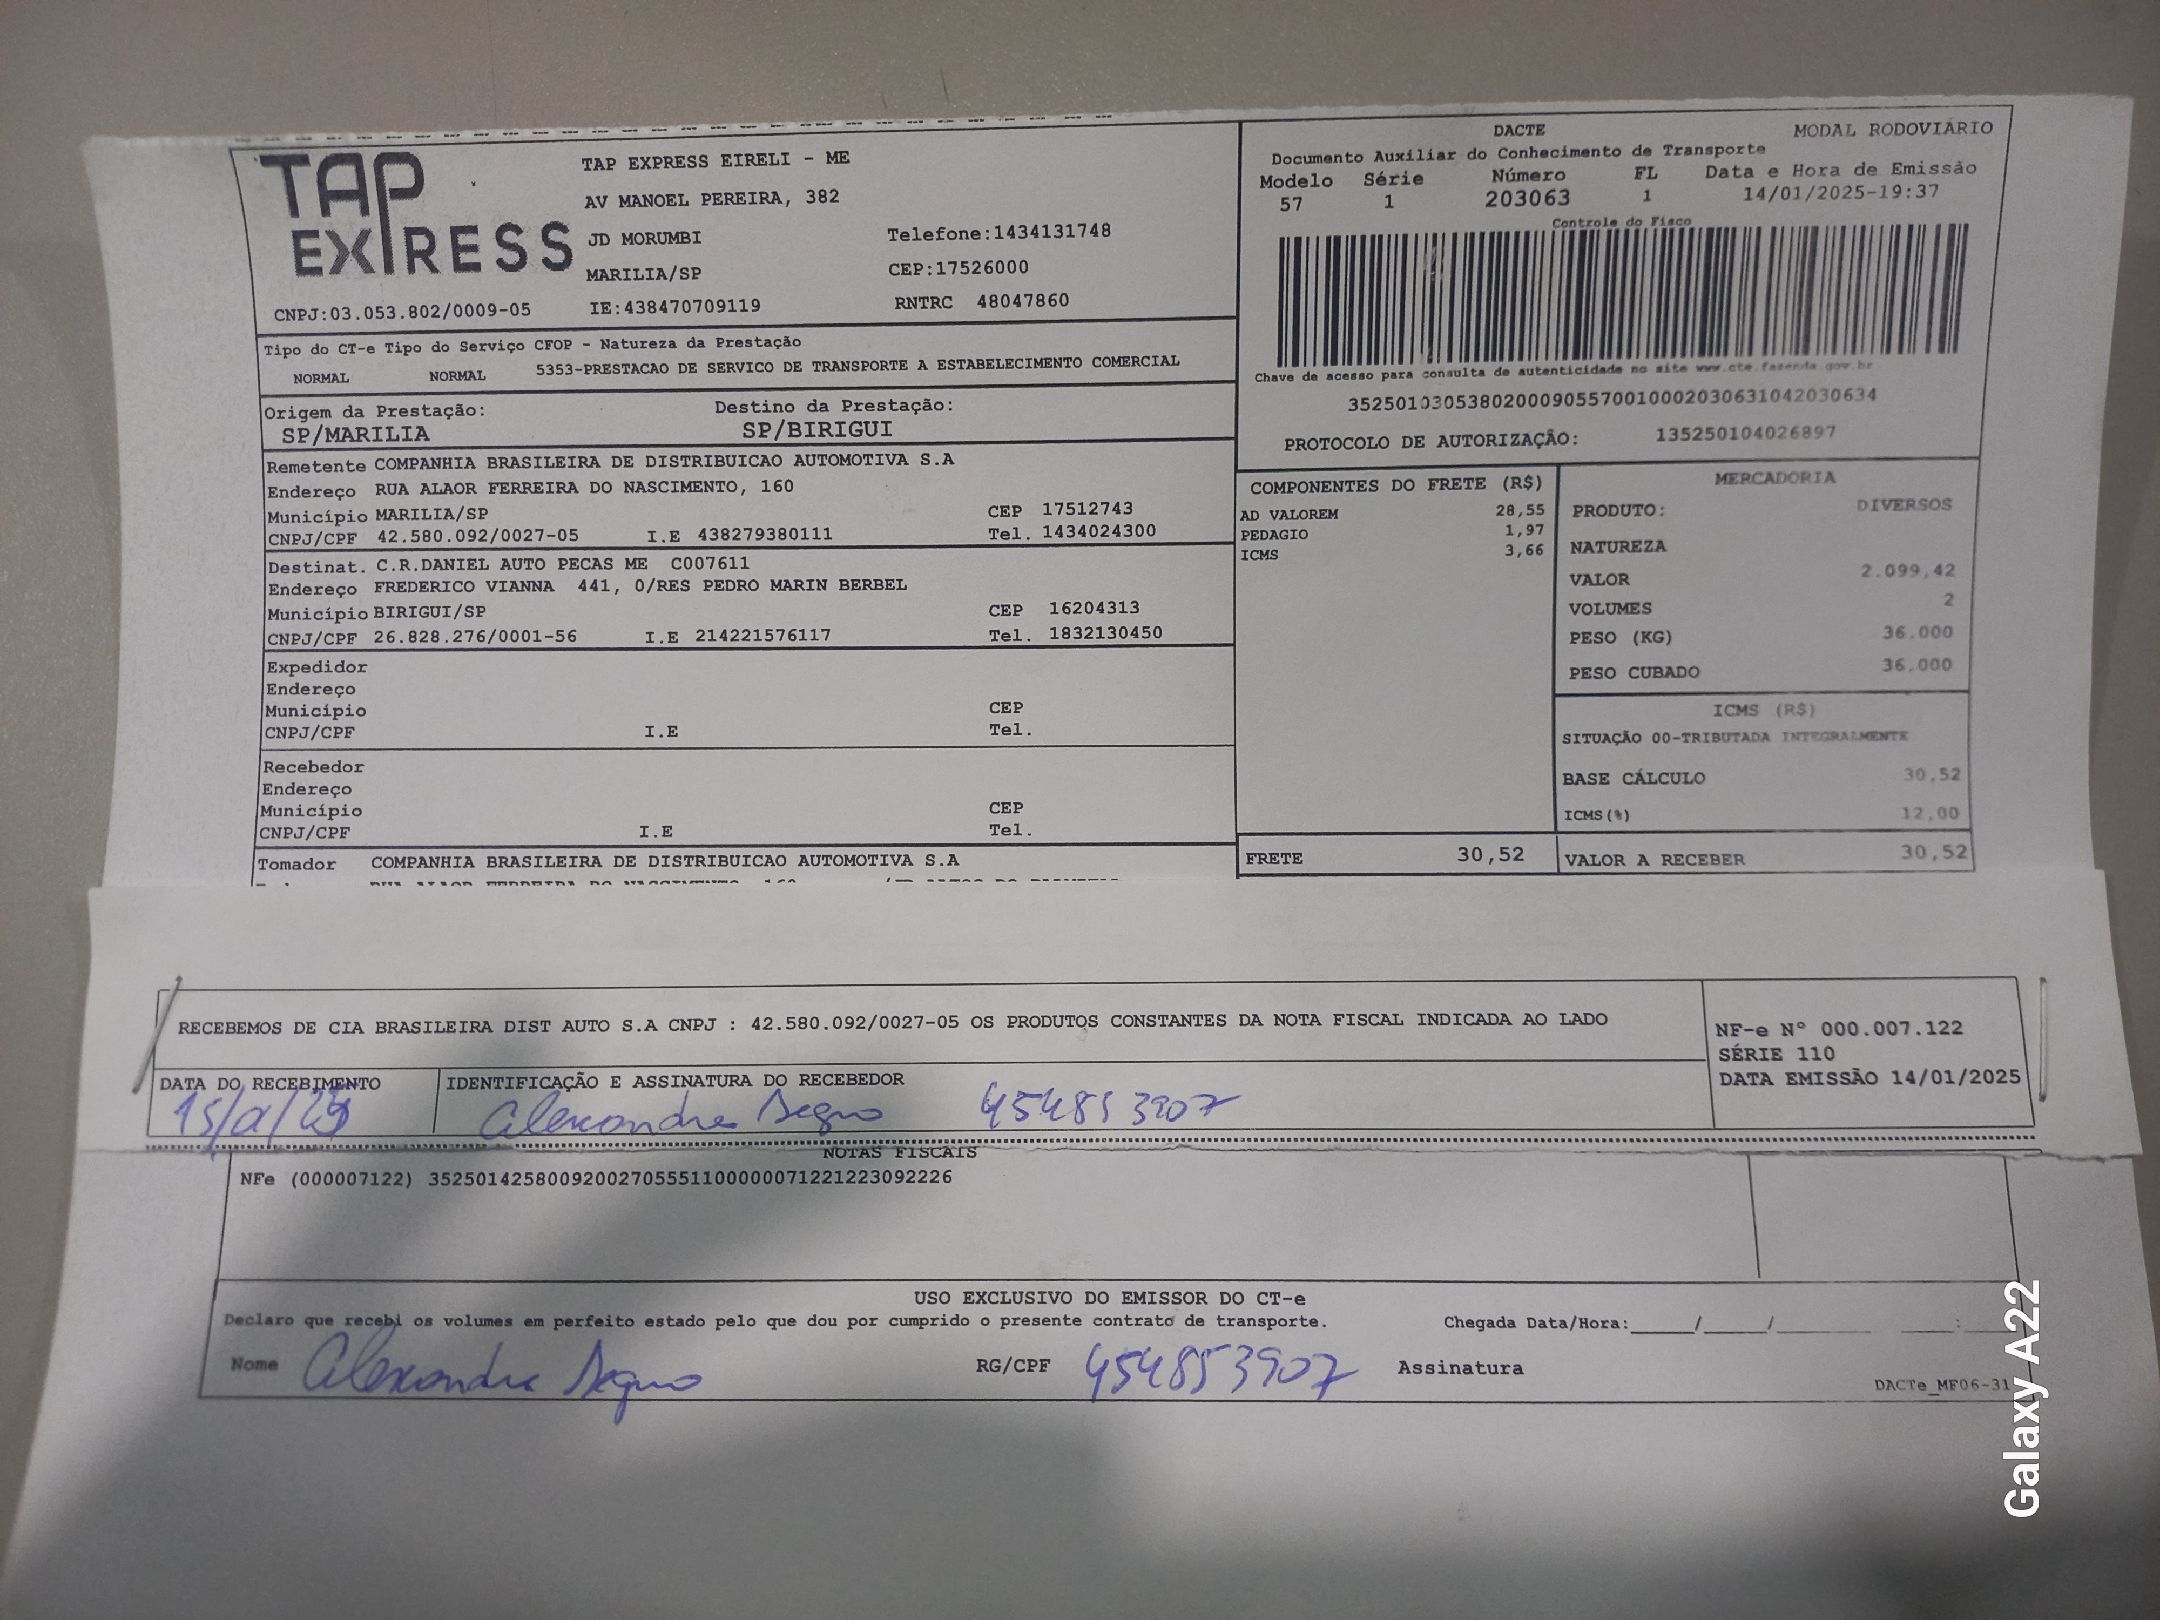 TAP EXPRESS
TAP EXPRESS EIRELI - ME
AV MANOEL PEREIRA, 382
JD MORUMBI Telefone:1434131748
MARILIA/SP CEP:17526000
CNPJ:03.053.802/0009-05 IE:438470709119 RNTRC 48047860
DACTE MODAL RODOVIÁRIO
Documento Auxiliar do Conhecimento de Transporte
Modelo Série Número FL Data e Hora de Emissão
57 1 203063 1 14/01/2025-19:37
Controle do Fisco
Chave de acesso para consulta de autenticidade no site www.cte.fazenda.gov.br
35250103053802000905570010002030631042030634
PROTOCOLO DE AUTORIZAÇÃO: 135250104026897
Tipo do CT-e Tipo do Serviço CFOP - Natureza da Prestação
NORMAL NORMAL 5353-PRESTACAO DE SERVICO DE TRANSPORTE A ESTABELECIMENTO COMERCIAL
Origem da Prestação: Destino da Prestação:
SP/MARILIA SP/BIRIGUI
Remetente COMPANHIA BRASILEIRA DE DISTRIBUICAO AUTOMOTIVA S.A
Endereço RUA ALAOR FERREIRA DO NASCIMENTO, 160
Município MARILIA/SP CEP 17512743
CNPJ/CPF 42.580.092/0027-05 I.E 438279380111 Tel. 1434024300
Destinat. C.R.DANIEL AUTO PECAS ME C007611
Endereço FREDERICO VIANNA 441, 0/RES PEDRO MARIN BERBEL
Município BIRIGUI/SP CEP 16204313
CNPJ/CPF 26.828.276/0001-56 I.E 214221576117 Tel. 1832130450
Expedidor
Endereço
Município CEP
CNPJ/CPF I.E Tel.
Recebedor
Endereço
Município CEP
CNPJ/CPF I.E Tel.
Tomador COMPANHIA BRASILEIRA DE DISTRIBUICAO AUTOMOTIVA S.A
COMPONENTES DO FRETE (R$)
AD VALOREM 28,55
PEDAGIO 1,97
ICMS 3,66
FRETE 30,52
MERCADORIA
PRODUTO: DIVERSOS
NATUREZA
VALOR 2.099,42
VOLUMES 2
PESO (KG) 36.000
PESO CUBADO 36.000
ICMS (R$)
SITUAÇÃO 00-TRIBUTADA INTEGRALMENTE
BASE CÁLCULO 30,52
ICMS(%) 12,00
VALOR A RECEBER 30,52
RECEBEMOS DE CIA BRASILEIRA DIST AUTO S.A CNPJ : 42.580.092/0027-05 OS PRODUTOS CONSTANTES DA NOTA FISCAL INDICADA AO LADO
NF-e Nº 000.007.122
SÉRIE 110
DATA EMISSÃO 14/01/2025
DATA DO RECEBIMENTO IDENTIFICAÇÃO E ASSINATURA DO RECEBEDOR
Alexandre 454853907
NOTAS FISCAIS
NFe (000007122) 35250142580092002705551100000071221223092226
USO EXCLUSIVO DO EMISSOR DO CT-e
Declaro que recebi os volumes em perfeito estado pelo que dou por cumprido o presente contrato de transporte. Chegada Data/Hora:____/____/______ ____:____
Nome Alexandre RG/CPF 454853907 Assinatura
DACTe_MF06-31
Galaxy A22